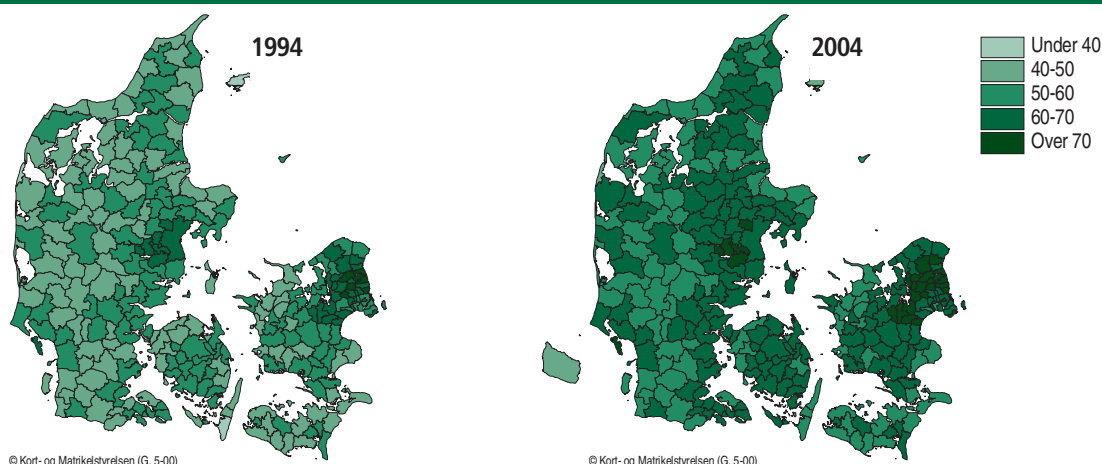 1994
2004
Under 40
40-50
50-60
60-70
Over 70
© Kort- og Matrikelstyrelsen (G. 5-00)
© Kort- og Matrikelstyrelsen (G. 5-00)